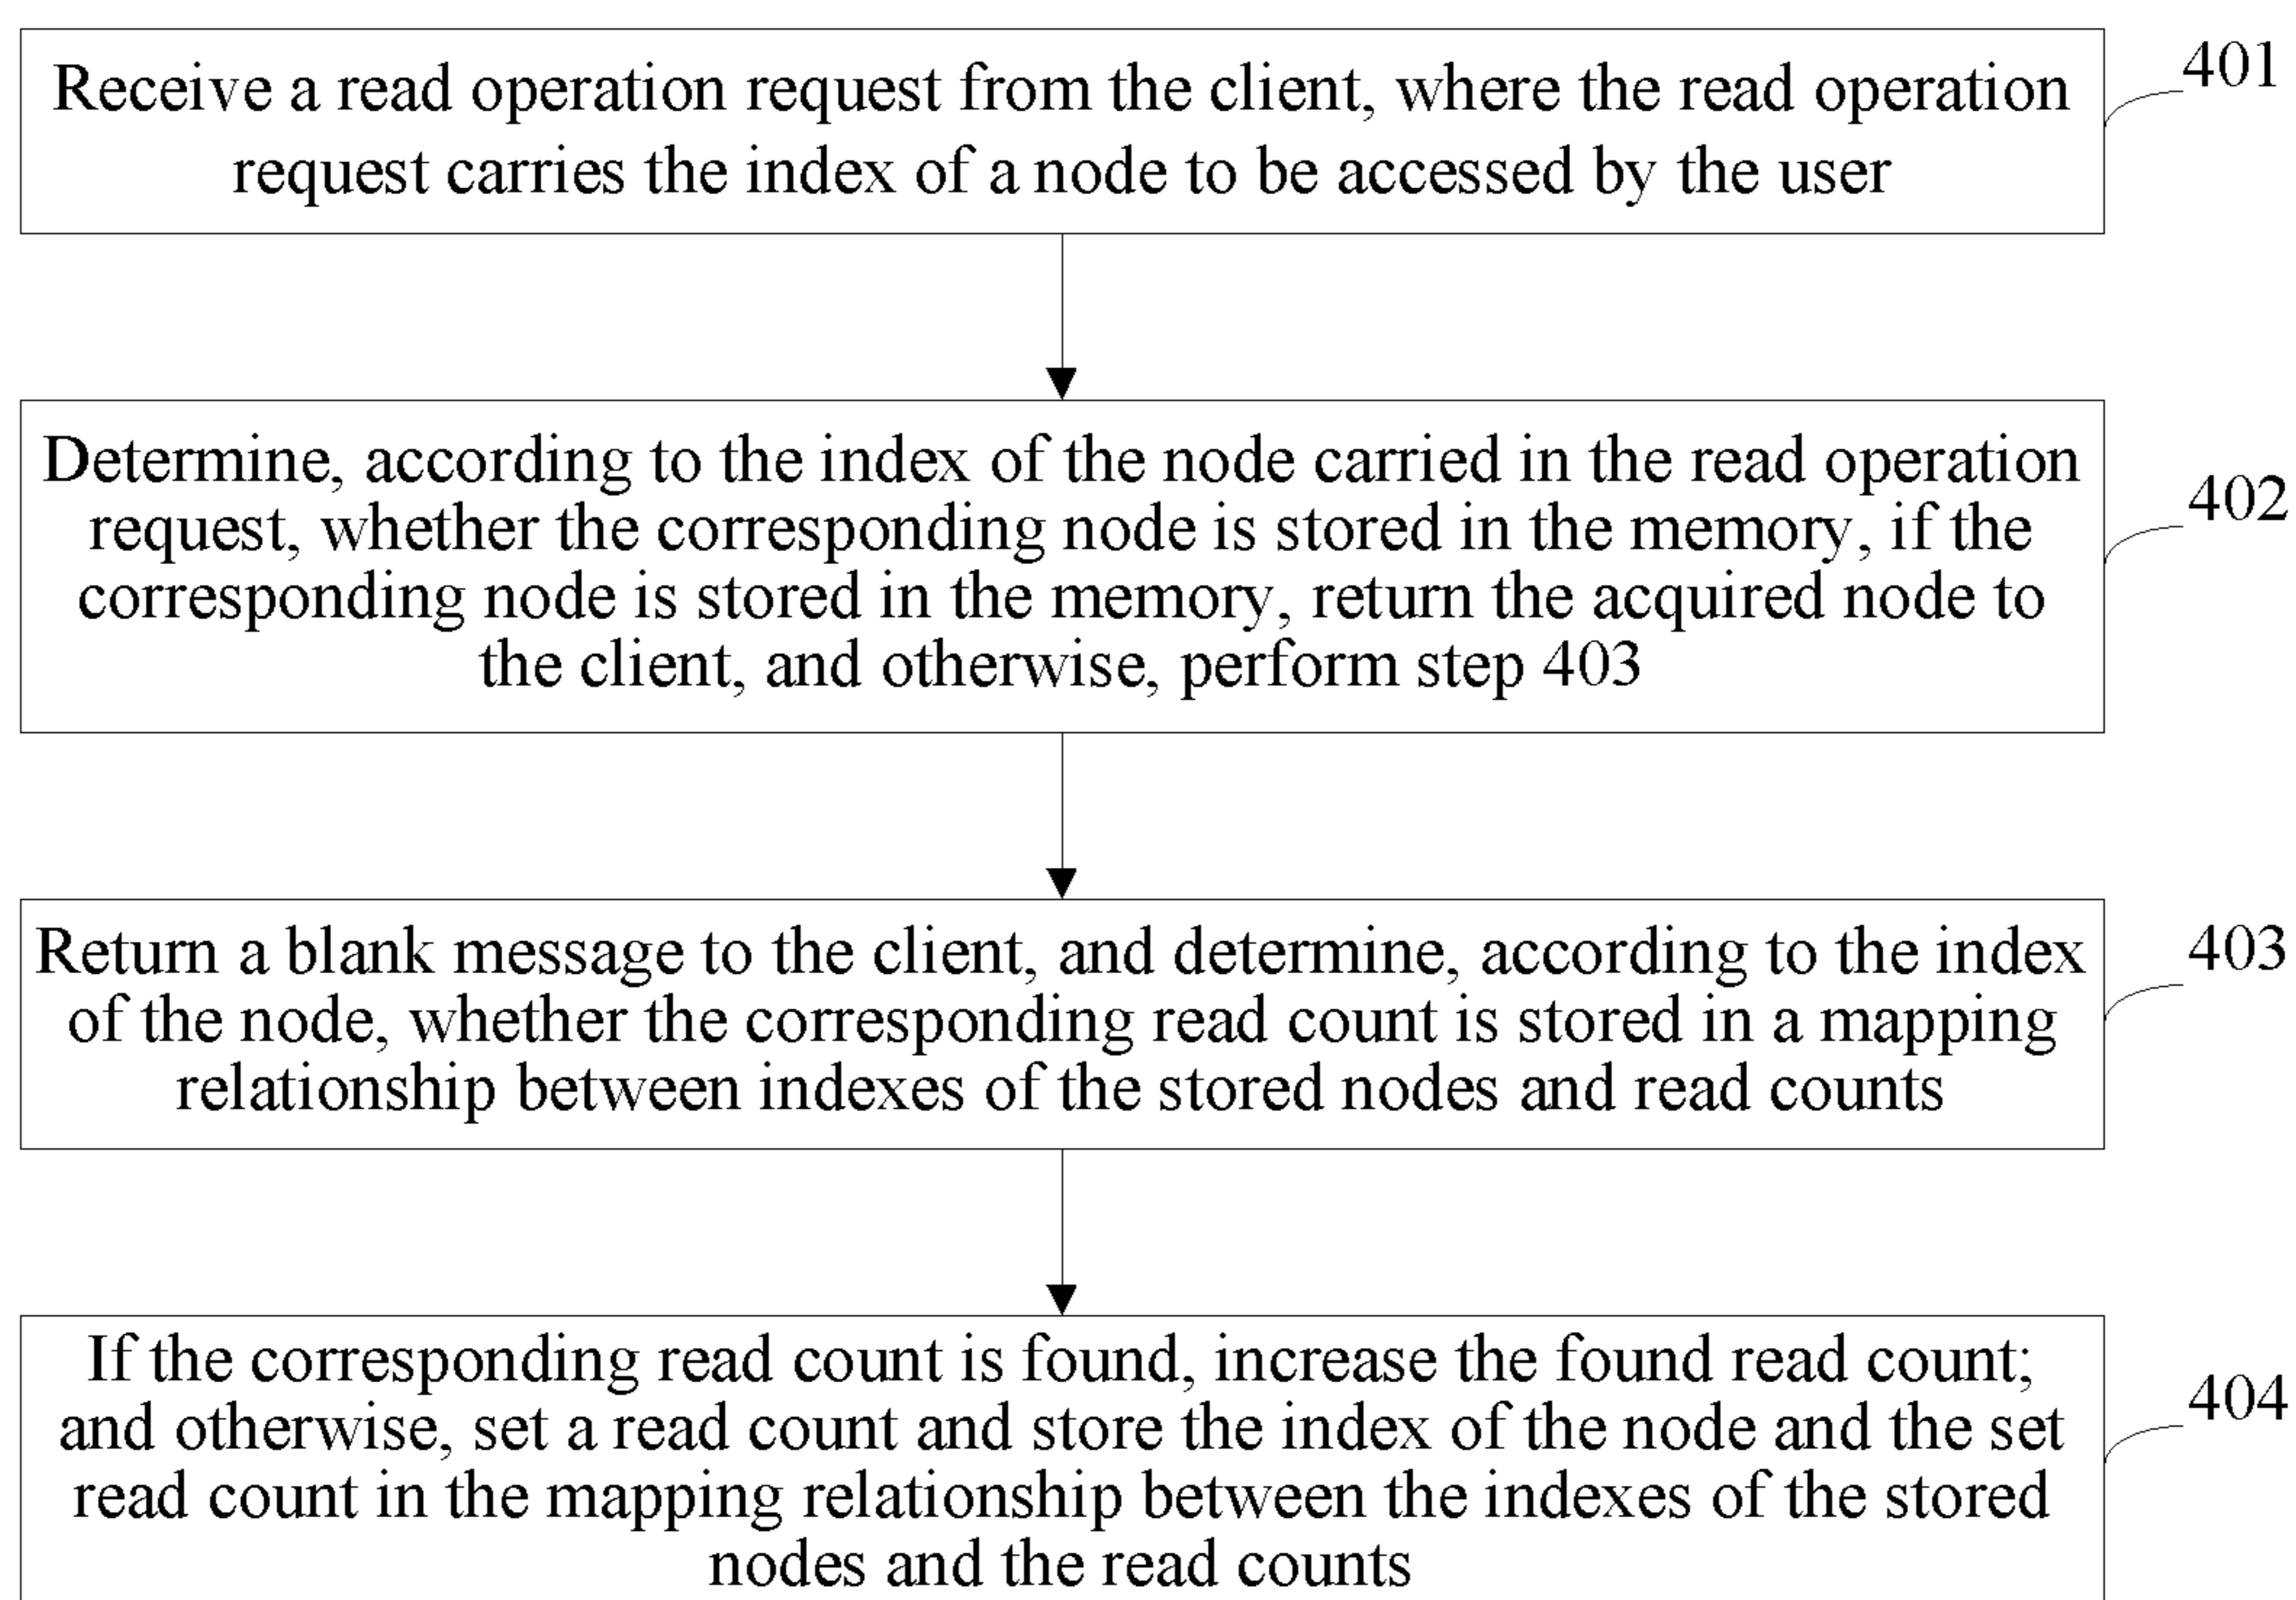 Receive a read operation request from the client, where the read operation
request carries the index of a node to be accessed by the user
401
Determine, according to the index of the node carried in the read operation
request, whether the corresponding node is stored in the memory, if the
corresponding node is stored in the memory, return the acquired node to
the client, and otherwise, perform step 403
402
Return a blank message to the client, and determine, according to the index
of the node, whether the corresponding read count is stored in a mapping
relationship between indexes of the stored nodes and read counts
403
If the corresponding read count is found, increase the found read count;
and otherwise, set a read count and store the index of the node and the set
read count in the mapping relationship between the indexes of the stored
nodes and the read counts
404